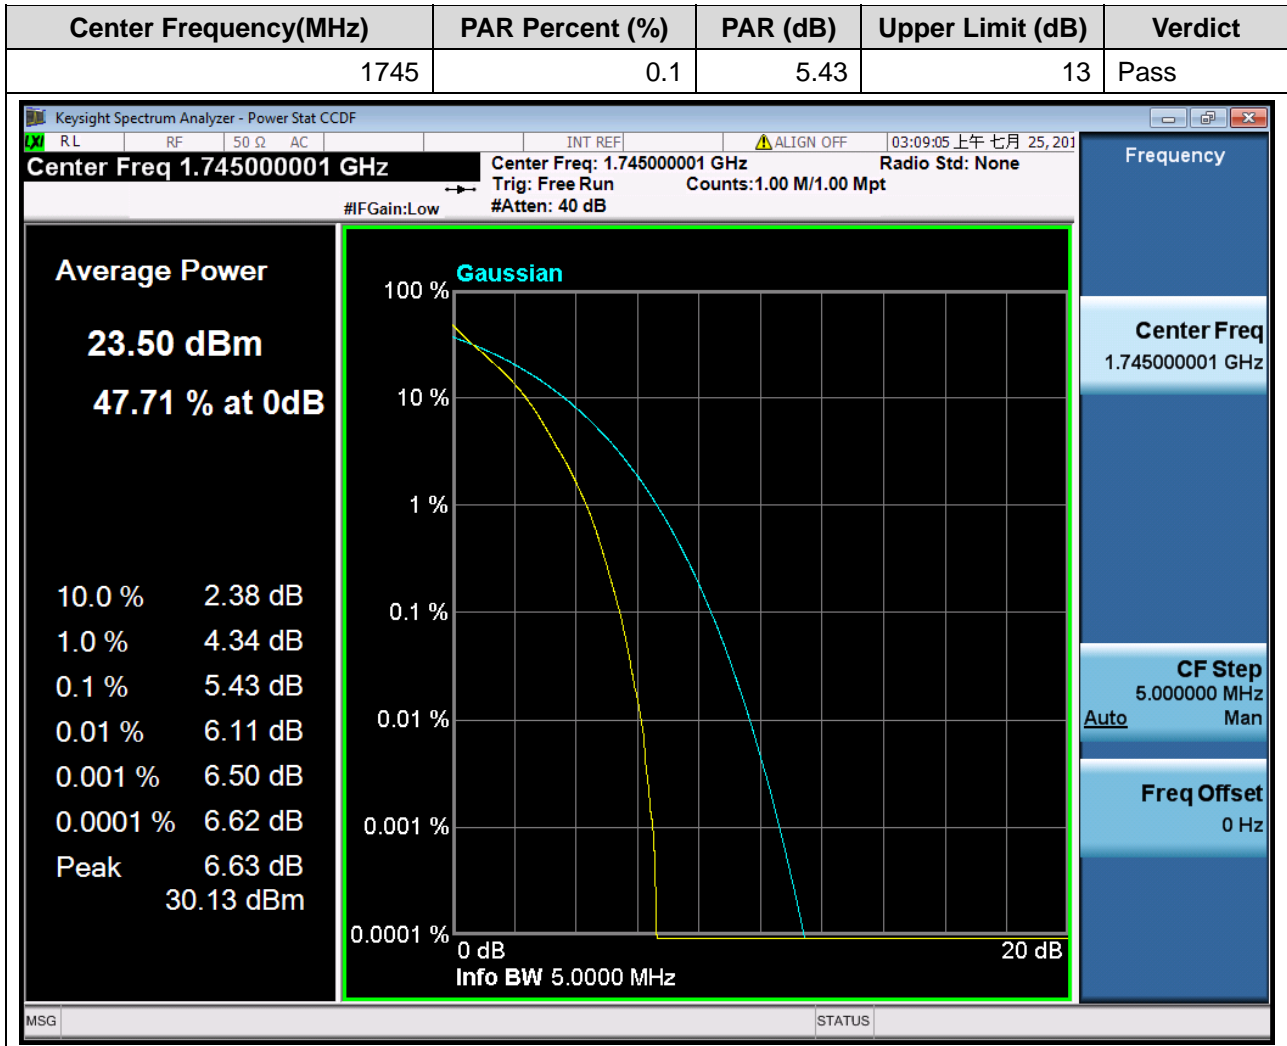 Center Frequency(MHz) PAR Percent (%) PAR (dB) Upper Limit (dB) Verdict
1745 0.1 5.43 13 Pass
Keysight Spectrum Analyzer - Power Stat CCDF
LXI RL RF 50 Ω AC INT REF ALIGN OFF 03:09:05 上午 七月 25, 201
Center Freq 1.745000001 GHz
Center Freq: 1.745000001 GHz Radio Std: None
Trig: Free Run Counts:1.00 M/1.00 Mpt
#IFGain:Low #Atten: 40 dB
Frequency
Average Power
23.50 dBm
47.71 % at 0dB
10.0 % 2.38 dB
1.0 % 4.34 dB
0.1 % 5.43 dB
0.01 % 6.11 dB
0.001 % 6.50 dB
0.0001 % 6.62 dB
Peak 6.63 dB
30.13 dBm
Gaussian
100 %
10 %
1 %
0.1 %
0.01 %
0.001 %
0.0001 %
0 dB 20 dB
Info BW 5.0000 MHz
Center Freq
1.745000001 GHz
CF Step
5.000000 MHz
Auto Man
Freq Offset
0 Hz
MSG STATUS